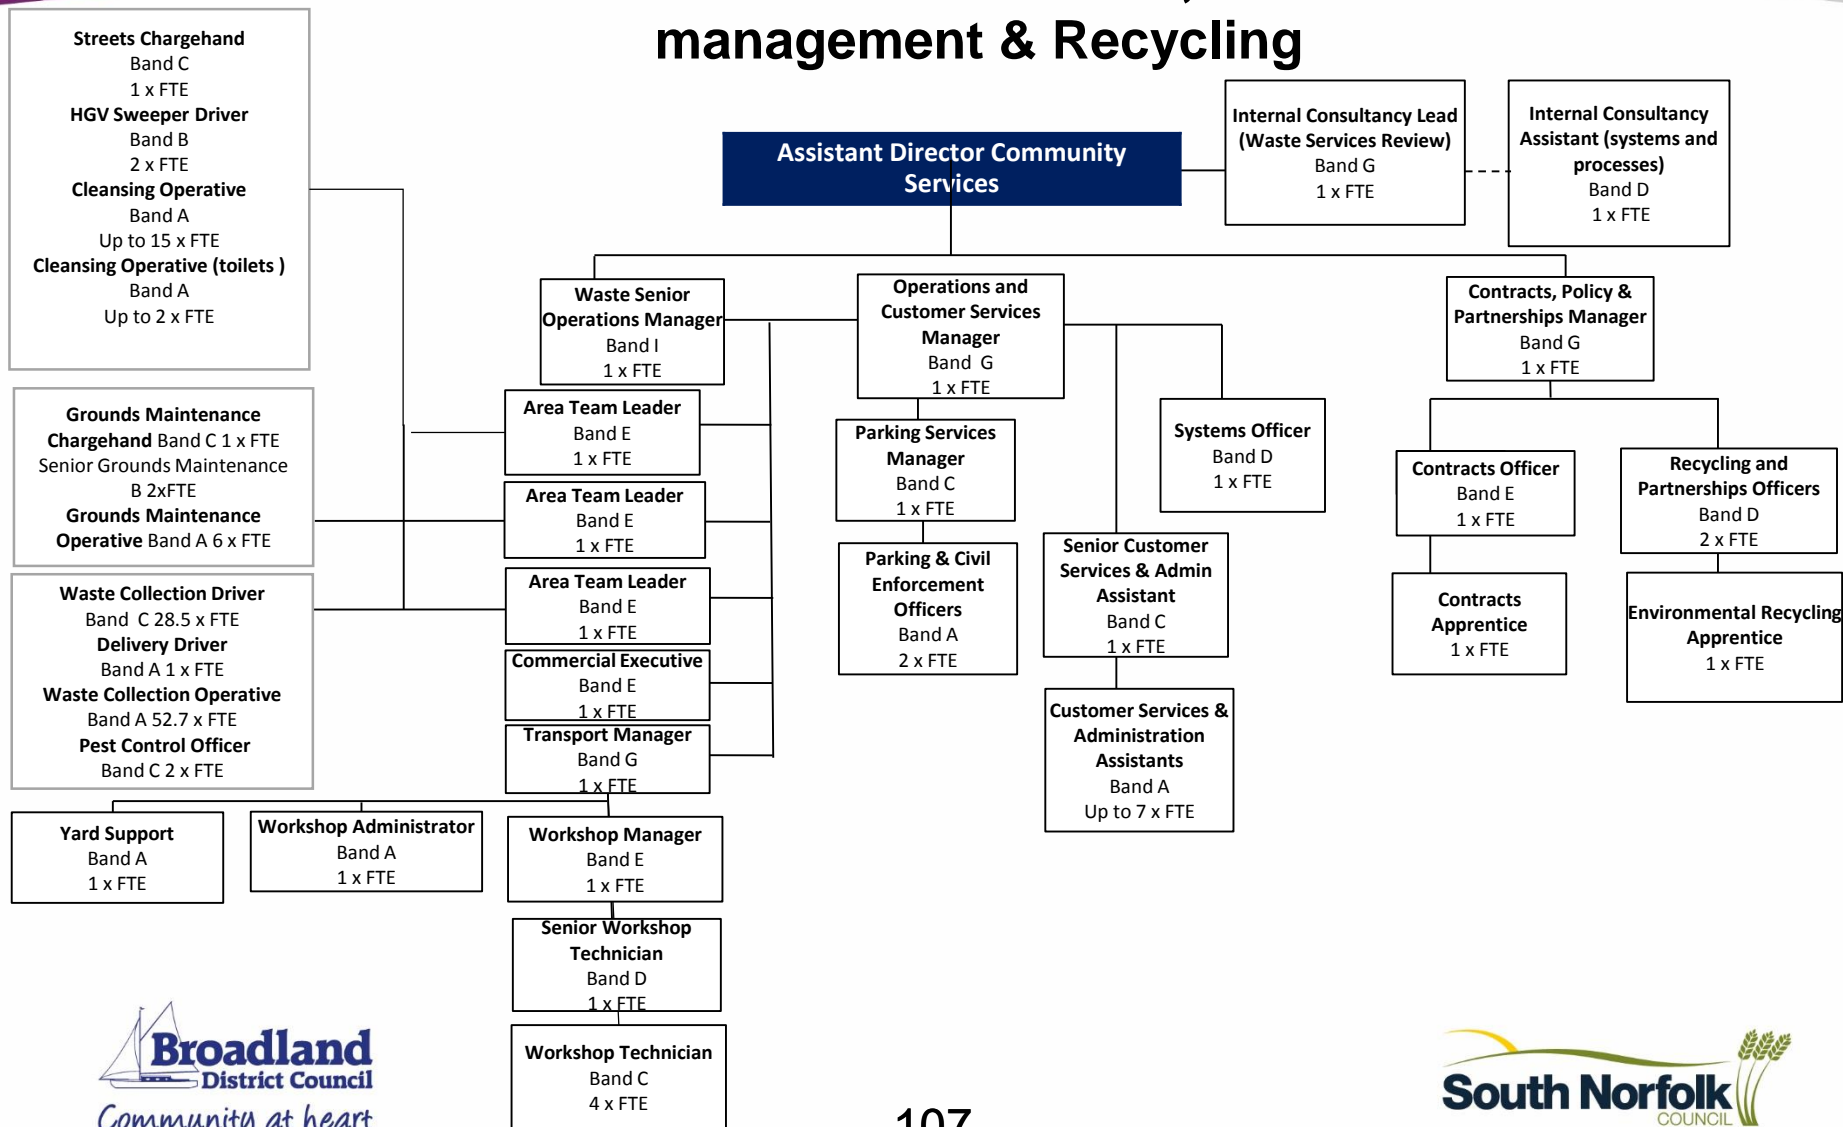 management & Recycling
Streets Chargehand
Band C
1 x FTE
HGV Sweeper Driver
Band B
2 x FTE
Cleansing Operative
Band A
Up to 15 x FTE
Cleansing Operative (toilets )
Band A
Up to 2 x FTE
Assistant Director Community
Services
Internal Consultancy Lead
(Waste Services Review)
Band G
1 x FTE
Internal Consultancy
Assistant (systems and
processes)
Band D
1 x FTE
Waste Senior
Operations Manager
Band I
1 x FTE
Operations and
Customer Services
Manager
Band G
1 x FTE
Contracts, Policy &
Partnerships Manager
Band G
1 x FTE
Grounds Maintenance
Chargehand Band C 1 x FTE
Senior Grounds Maintenance
B 2xFTE
Grounds Maintenance
Operative Band A 6 x FTE
Area Team Leader
Band E
1 x FTE
Area Team Leader
Band E
1 x FTE
Area Team Leader
Band E
1 x FTE
Commercial Executive
Band E
1 x FTE
Transport Manager
Band G
1 x FTE
Parking Services
Manager
Band C
1 x FTE
Parking & Civil
Enforcement
Officers
Band A
2 x FTE
Systems Officer
Band D
1 x FTE
Senior Customer
Services & Admin
Assistant
Band C
1 x FTE
Customer Services &
Administration
Assistants
Band A
Up to 7 x FTE
Contracts Officer
Band E
1 x FTE
Recycling and
Partnerships Officers
Band D
2 x FTE
Contracts
Apprentice
1 x FTE
Environmental Recycling
Apprentice
1 x FTE
Waste Collection Driver
Band C 28.5 x FTE
Delivery Driver
Band A 1 x FTE
Waste Collection Operative
Band A 52.7 x FTE
Pest Control Officer
Band C 2 x FTE
Yard Support
Band A
1 x FTE
Workshop Administrator
Band A
1 x FTE
Workshop Manager
Band E
1 x FTE
Senior Workshop
Technician
Band D
1 x FTE
Workshop Technician
Band C
4 x FTE
Broadland
District Council
Community at heart
107
South Norfolk
COUNCIL